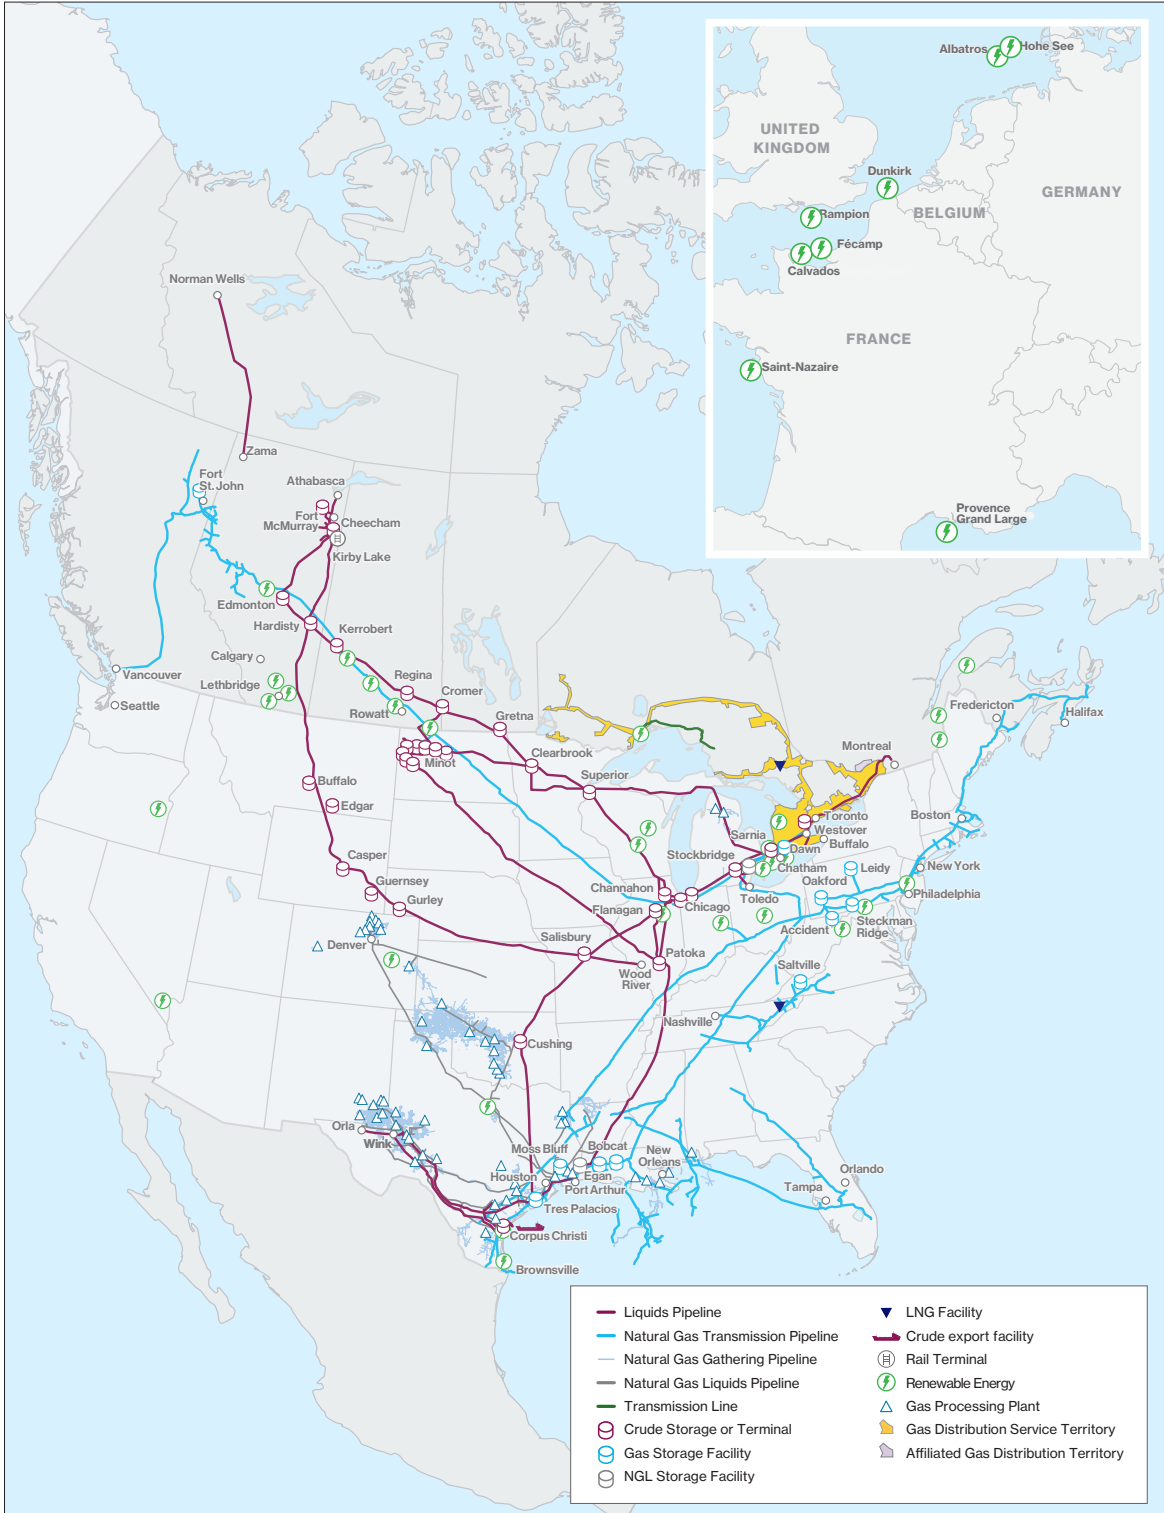 Albatros
Hohe See
UNITED
KINGDOM
Dunkirk
GERMANY
Rampion
BELGIUM
Fécamp
Calvados
FRANCE
Saint-Nazaire
Provence
Grand Large
Norman Wells
Zama
Fort
St. John
Athabasca
Fort
McMurray
Cheecham
Kirby Lake
Edmonton
Hardisty
Kerrobert
Calgary
Vancouver
Lethbridge
Regina
Cromer
Seattle
Rowatt
Gretna
Fredericton
Halifax
Minot
Clearbrook
Montreal
Buffalo
Superior
Edgar
Toronto
Boston
Sarnia
Westover
Buffalo
Dawn
Stockbridge
Casper
Chatham
Leidy
New York
Guernsey
Channahon
Oakford
Gurley
Chicago
Toledo
Philadelphia
Flanagan
Accident
Steckman
Ridge
Denver
Salisbury
Patoka
Wood
River
Saltville
Nashville
Cushing
Orla
Wink
Moss Bluff
Bobcat
New
Orleans
Houston
Egan
Port Arthur
Orlando
Tampa
Tres Palacios
Corpus Christi
Brownsville
Liquids Pipeline
Natural Gas Transmission Pipeline
Natural Gas Gathering Pipeline
Natural Gas Liquids Pipeline
Transmission Line
Crude Storage or Terminal
Gas Storage Facility
NGL Storage Facility
LNG Facility
Crude export facility
Rail Terminal
Renewable Energy
Gas Processing Plant
Gas Distribution Service Territory
Affiliated Gas Distribution Territory